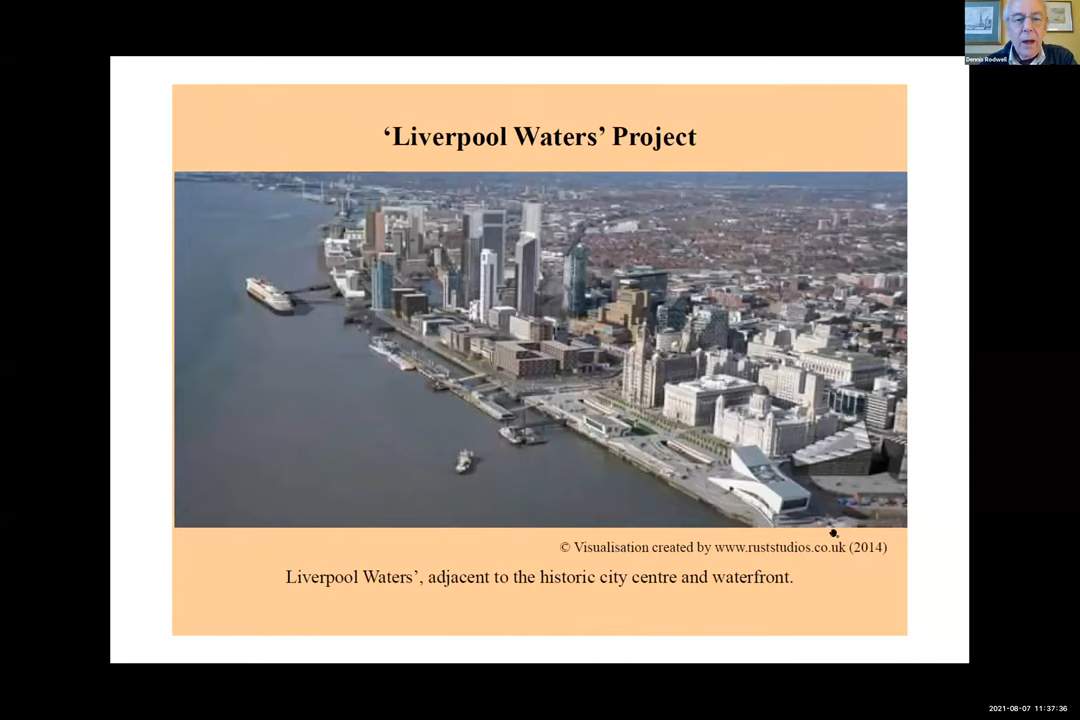 Dennis Rodwell
‘Liverpool Waters’ Project
© Visualisation created by www.ruststudios.co.uk (2014)
Liverpool Waters’, adjacent to the historic city centre and waterfront.
2021-08-07 11:37:36